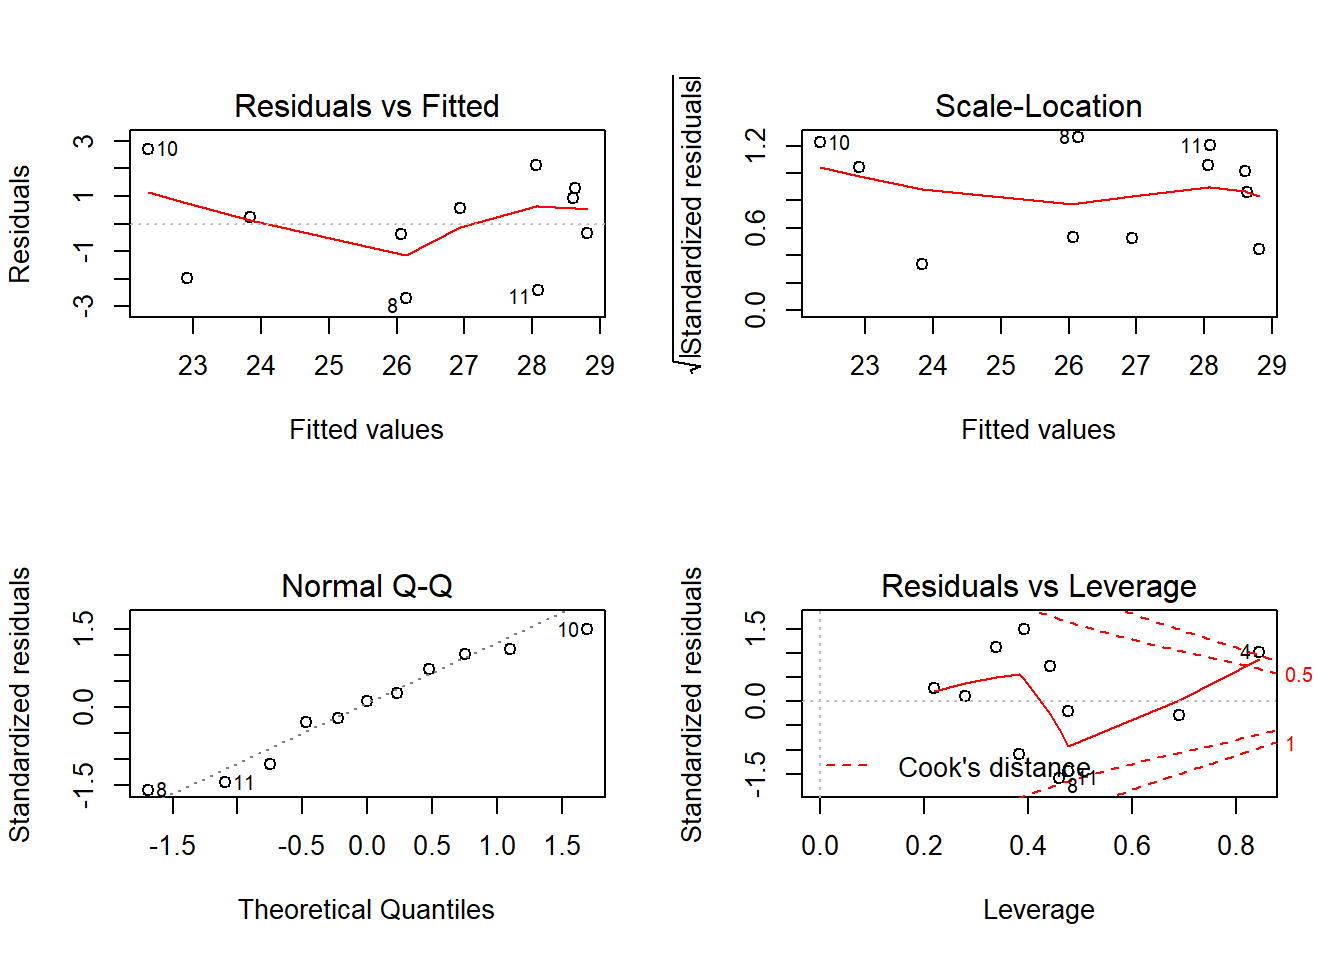 Residuals vs Fitted
Residuals
3
1
-1
-3
10
8
11
23 24 25 26 27 28 29
Fitted values
Scale-Location
√|Standardized residuals|
1.2
0.6
0.0
10
8
11
23 24 25 26 27 28 29
Fitted values
Normal Q-Q
Standardized residuals
1.5
0.0
-1.5
10
8
11
-1.5 -0.5 0.0 0.5 1.0 1.5
Theoretical Quantiles
Residuals vs Leverage
Standardized residuals
1.5
0.0
-1.5
4
0.5
1
Cook's distance
11
8
0.0 0.2 0.4 0.6 0.8
Leverage